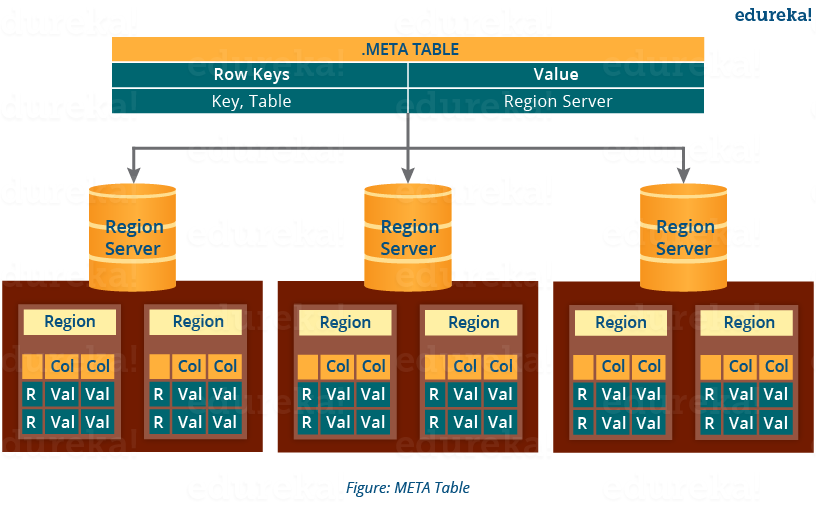 edureka!
.META TABLE
Row Keys Value
Key, Table Region Server
Region Server
Region Server
Region Server
Region Region Region Region Region Region
Col Col Col Col Col Col Col Col Col Col Col Col
R Val Val R Val Val R Val Val R Val Val R Val Val R Val Val
R Val Val R Val Val R Val Val R Val Val R Val Val R Val Val
Figure: META Table